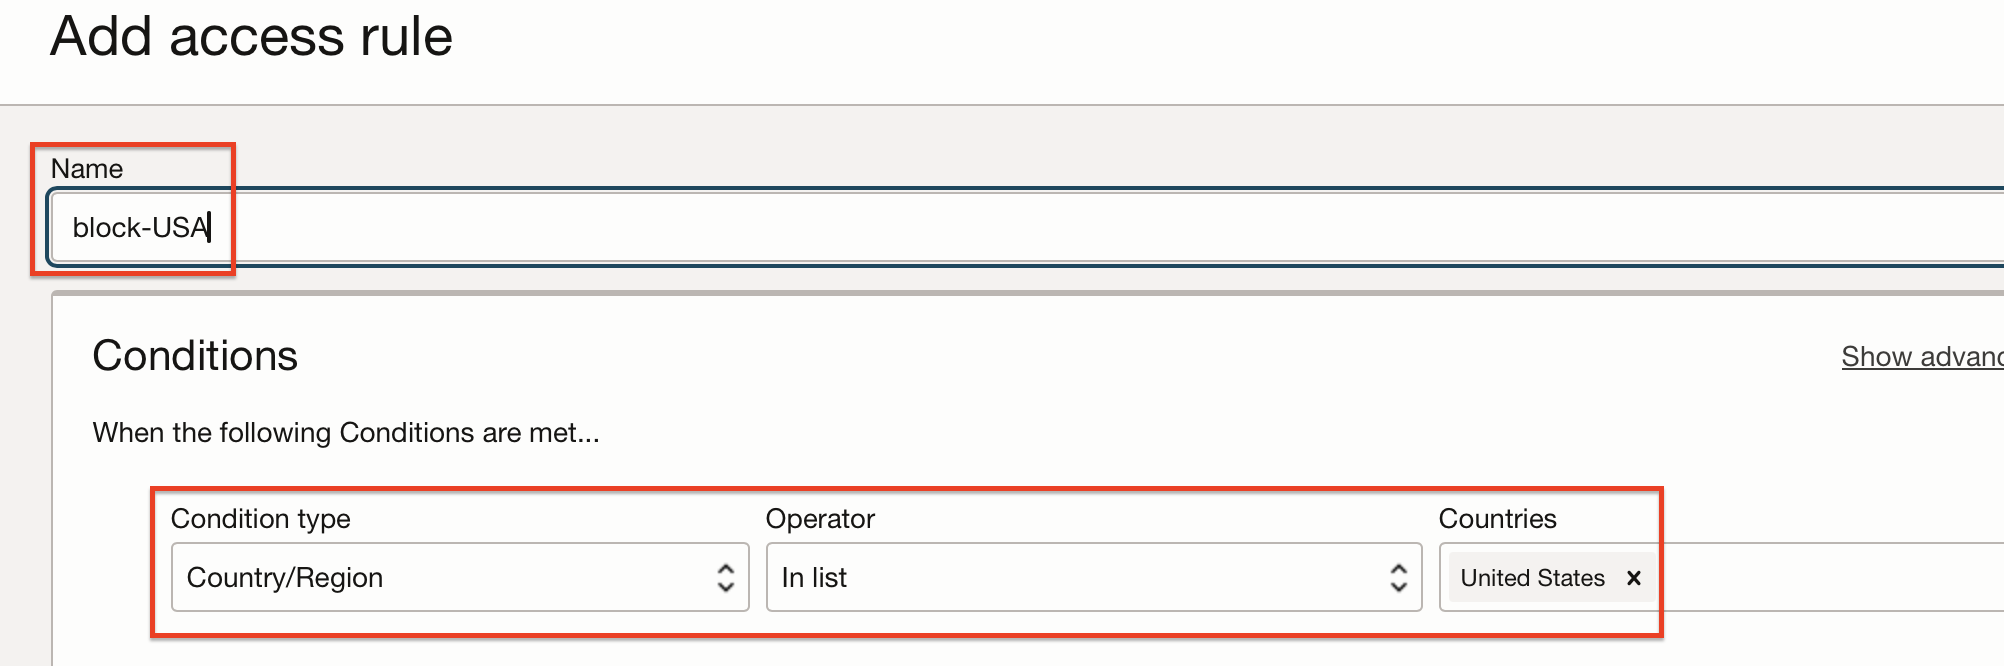 Add access rule
Name
block-USA
Conditions
Show advanc
When the following Conditions are met...
Condition type Operator Countries
Country/Region In list United States ×